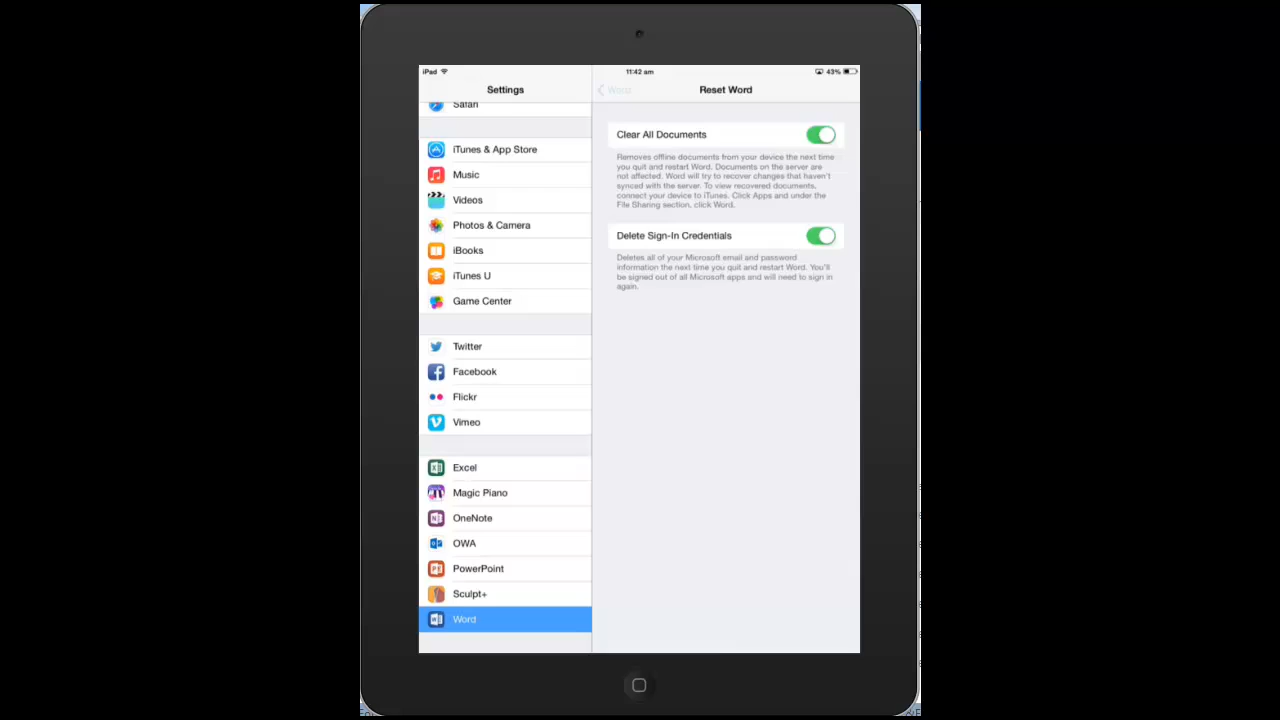 iPad
11:42 am
43%
Settings
Safari
iTunes & App Store
Music
Videos
Photos & Camera
iBooks
iTunes U
Game Center
Twitter
Facebook
Flickr
Vimeo
Excel
Magic Piano
OneNote
OWA
PowerPoint
Sculpt+
Word
Word
Reset Word
Clear All Documents
Removes offline documents from your device the next time
you quit and restart Word. Documents on the server are
not affected. Word will try to recover changes that haven't
synced with the server. To view recovered documents,
connect your device to iTunes. Click Apps and under the
File Sharing section, click Word.
Delete Sign-In Credentials
Deletes all of your Microsoft email and password
information the next time you quit and restart Word. You'll
be signed out of all Microsoft apps and will need to sign in
again.